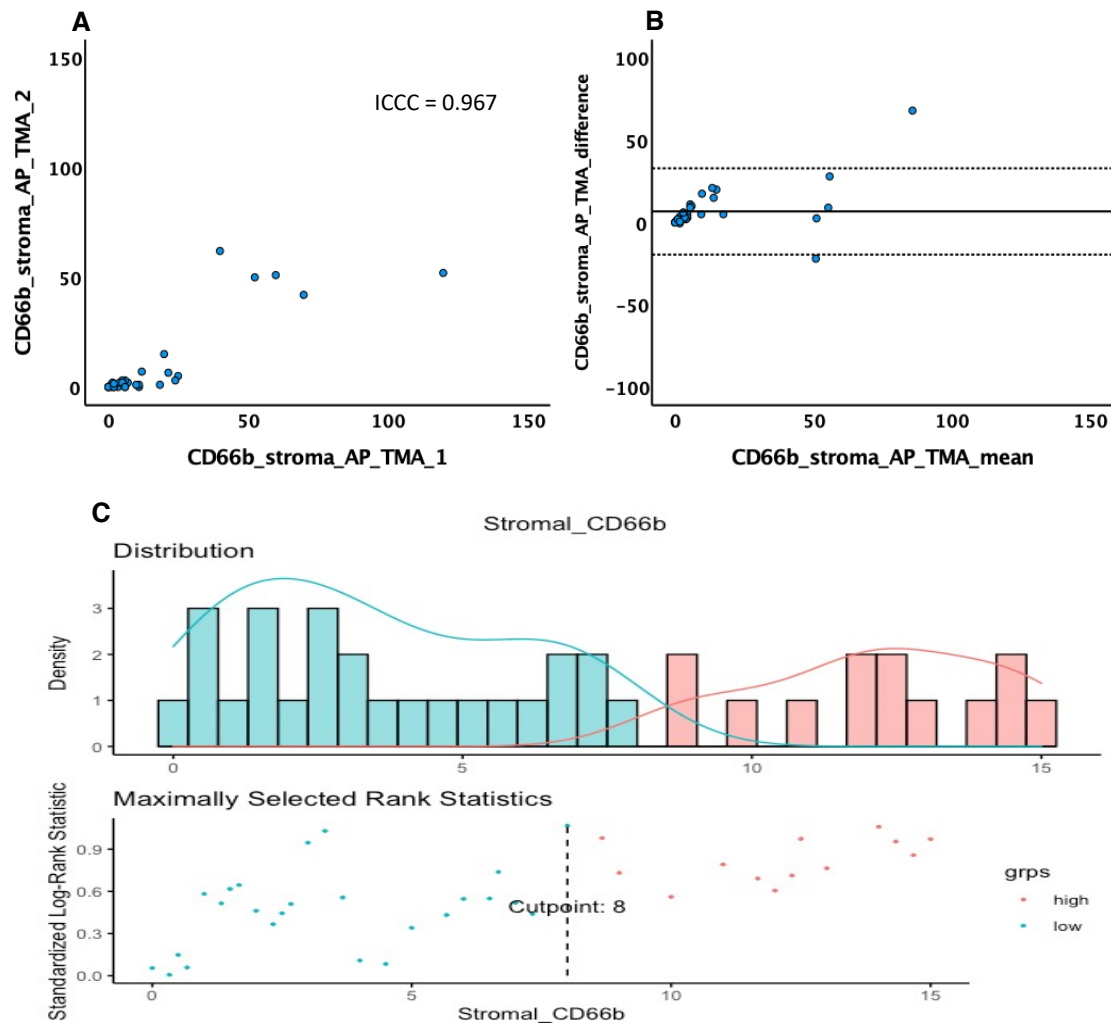 A
CD66b_stroma_AP_TMA_2
150
100
50
0
ICCC = 0.967
0 50 100 150
CD66b_stroma_AP_TMA_1
B
CD66b_stroma_AP_TMA_difference
100
50
0
−50
−100
0 50 100 150
CD66b_stroma_AP_TMA_mean
C
Stromal_CD66b
Distribution
Density
3
2
1
0
0 5 10 15
Maximally Selected Rank Statistics
Standardized Log-Rank Statistic
0.9
0.6
0.3
0.0
Cutpoint: 8
0 5 10 15
Stromal_CD66b
grps
high
low